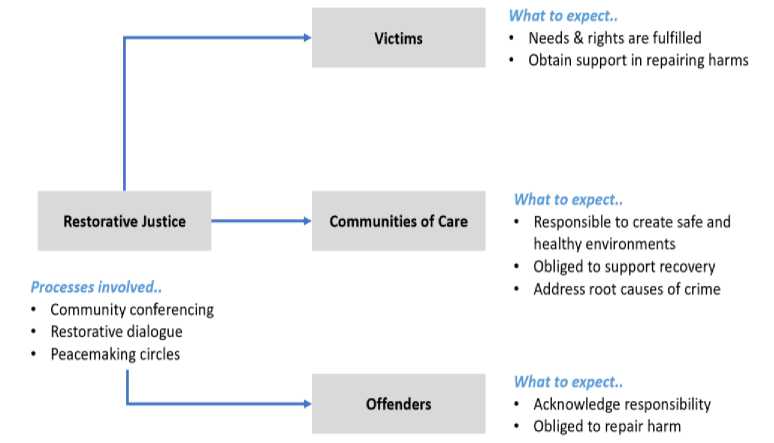 What to expect..
Victims
• Needs & rights are fulfilled
• Obtain support in repairing harms
Restorative Justice
Communities of Care
What to expect..
• Responsible to create safe and
healthy environments
• Obliged to support recovery
• Address root causes of crime
Processes involved..
• Community conferencing
• Restorative dialogue
• Peacemaking circles
Offenders
What to expect..
• Acknowledge responsibility
• Obliged to repair harm